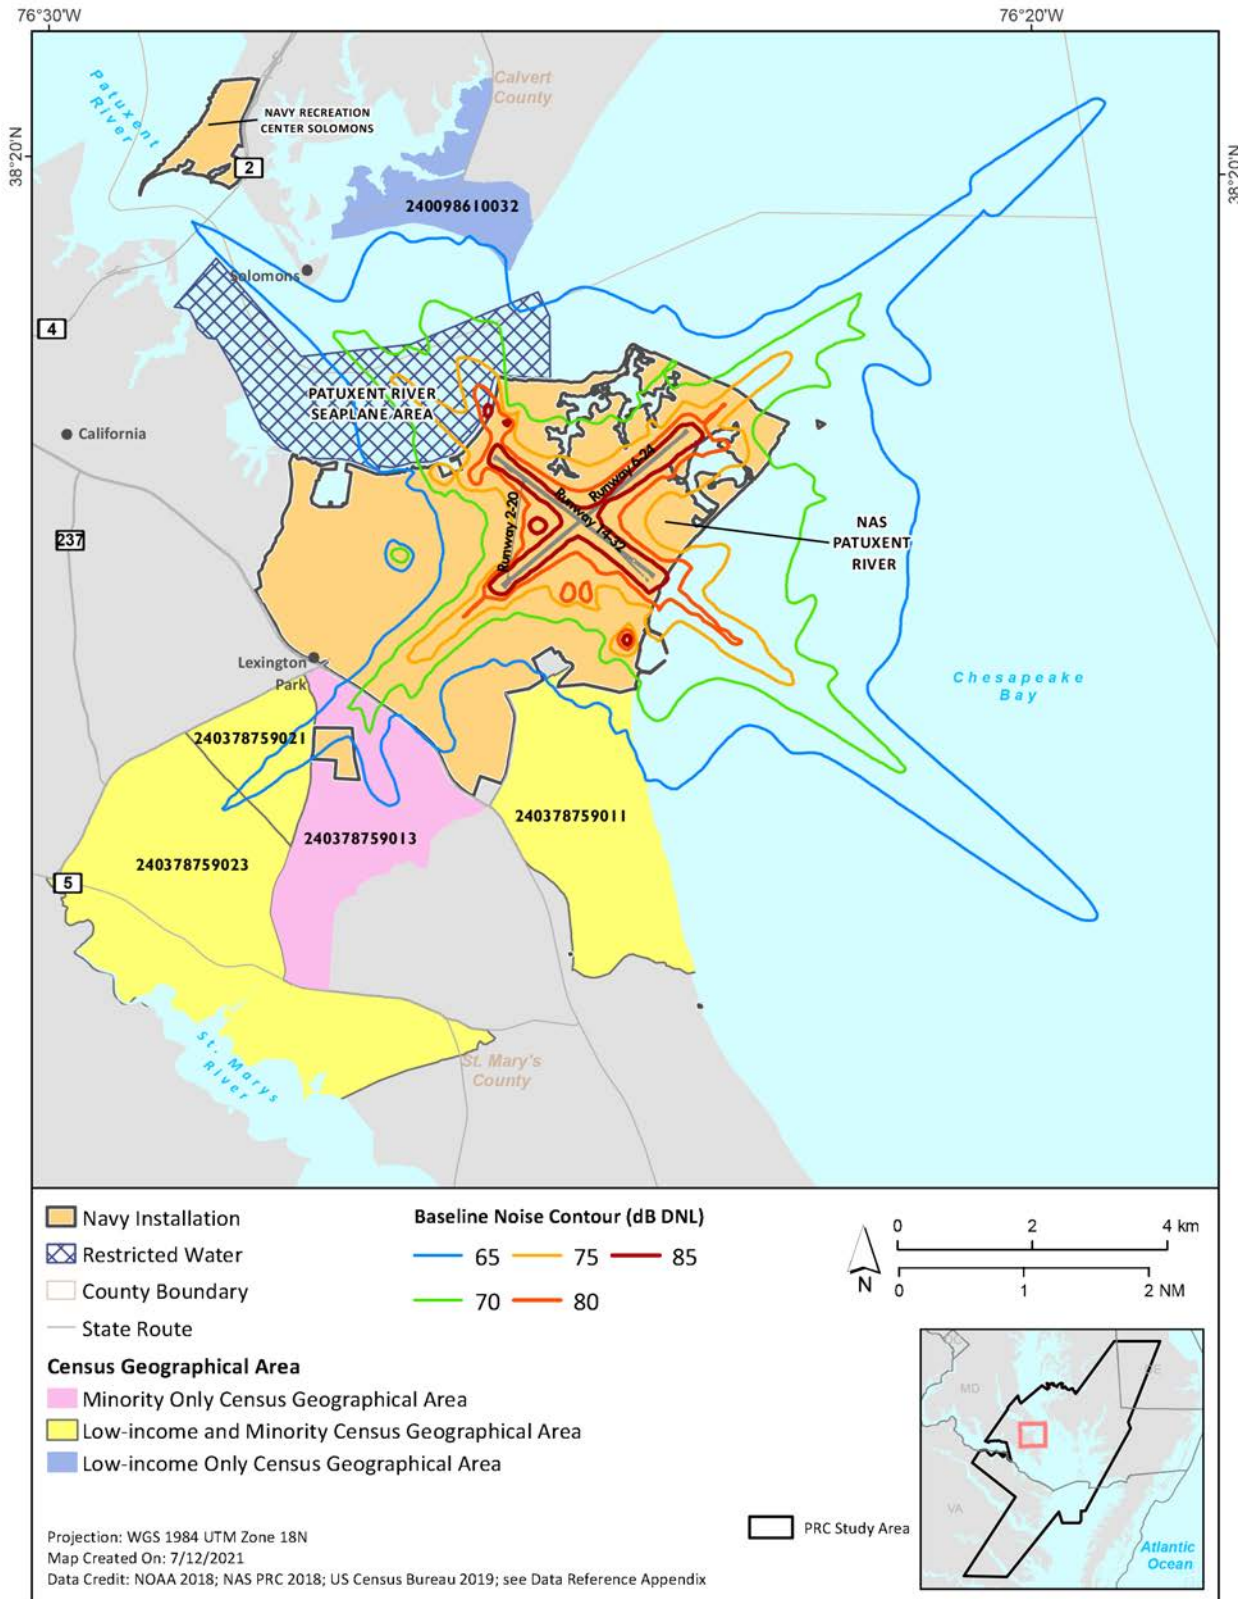 76°30'W
76°20'W
38°20'N
38°20'N
Patuxent
River
Calvert
County
NAVY RECREATION
CENTER SOLOMONS
2
240098610032
Solomons
4
PATUXENT RIVER
SEAPLANE AREA
California
237
Runway 6-24
Runway 14-32
Runway 2-20
NAS
PATUXENT
RIVER
Lexington
Park
Chesapeake
Bay
240378759021
240378759011
240378759013
240378759023
5
St. Marys
River
St. Mary's
County
Navy Installation
Restricted Water
County Boundary
State Route
Census Geographical Area
Minority Only Census Geographical Area
Low-income and Minority Census Geographical Area
Low-income Only Census Geographical Area
Baseline Noise Contour (dB DNL)
65 75 85
70 80
0 2 4 km
0 1 2 NM
N
DC
MD
DE
VA
Atlantic
Ocean
PRC Study Area
Projection: WGS 1984 UTM Zone 18N
Map Created On: 7/12/2021
Data Credit: NOAA 2018; NAS PRC 2018; US Census Bureau 2019; see Data Reference Appendix